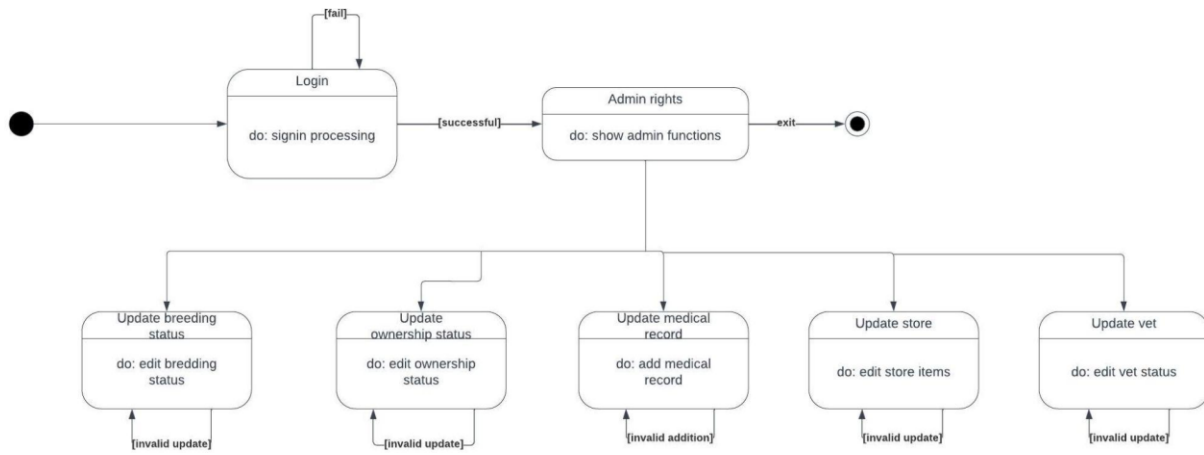 [fail]
Login
do: signin processing
[successful]
Admin rights
do: show admin functions
exit
Update breeding
status
do: edit bredding
status
[invalid update]
Update
ownership status
do: edit ownership
status
[invalid update]
Update medical
record
do: add medical
record
[invalid addition]
Update store
do: edit store items
[invalid update]
Update vet
do: edit vet status
[invalid update]